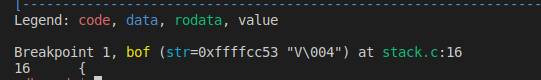 [------------------------------------------------------------------------------
Legend: code, data, rodata, value
Breakpoint 1, bof (str=0xffffcc53 "V\004") at stack.c:16
16 {